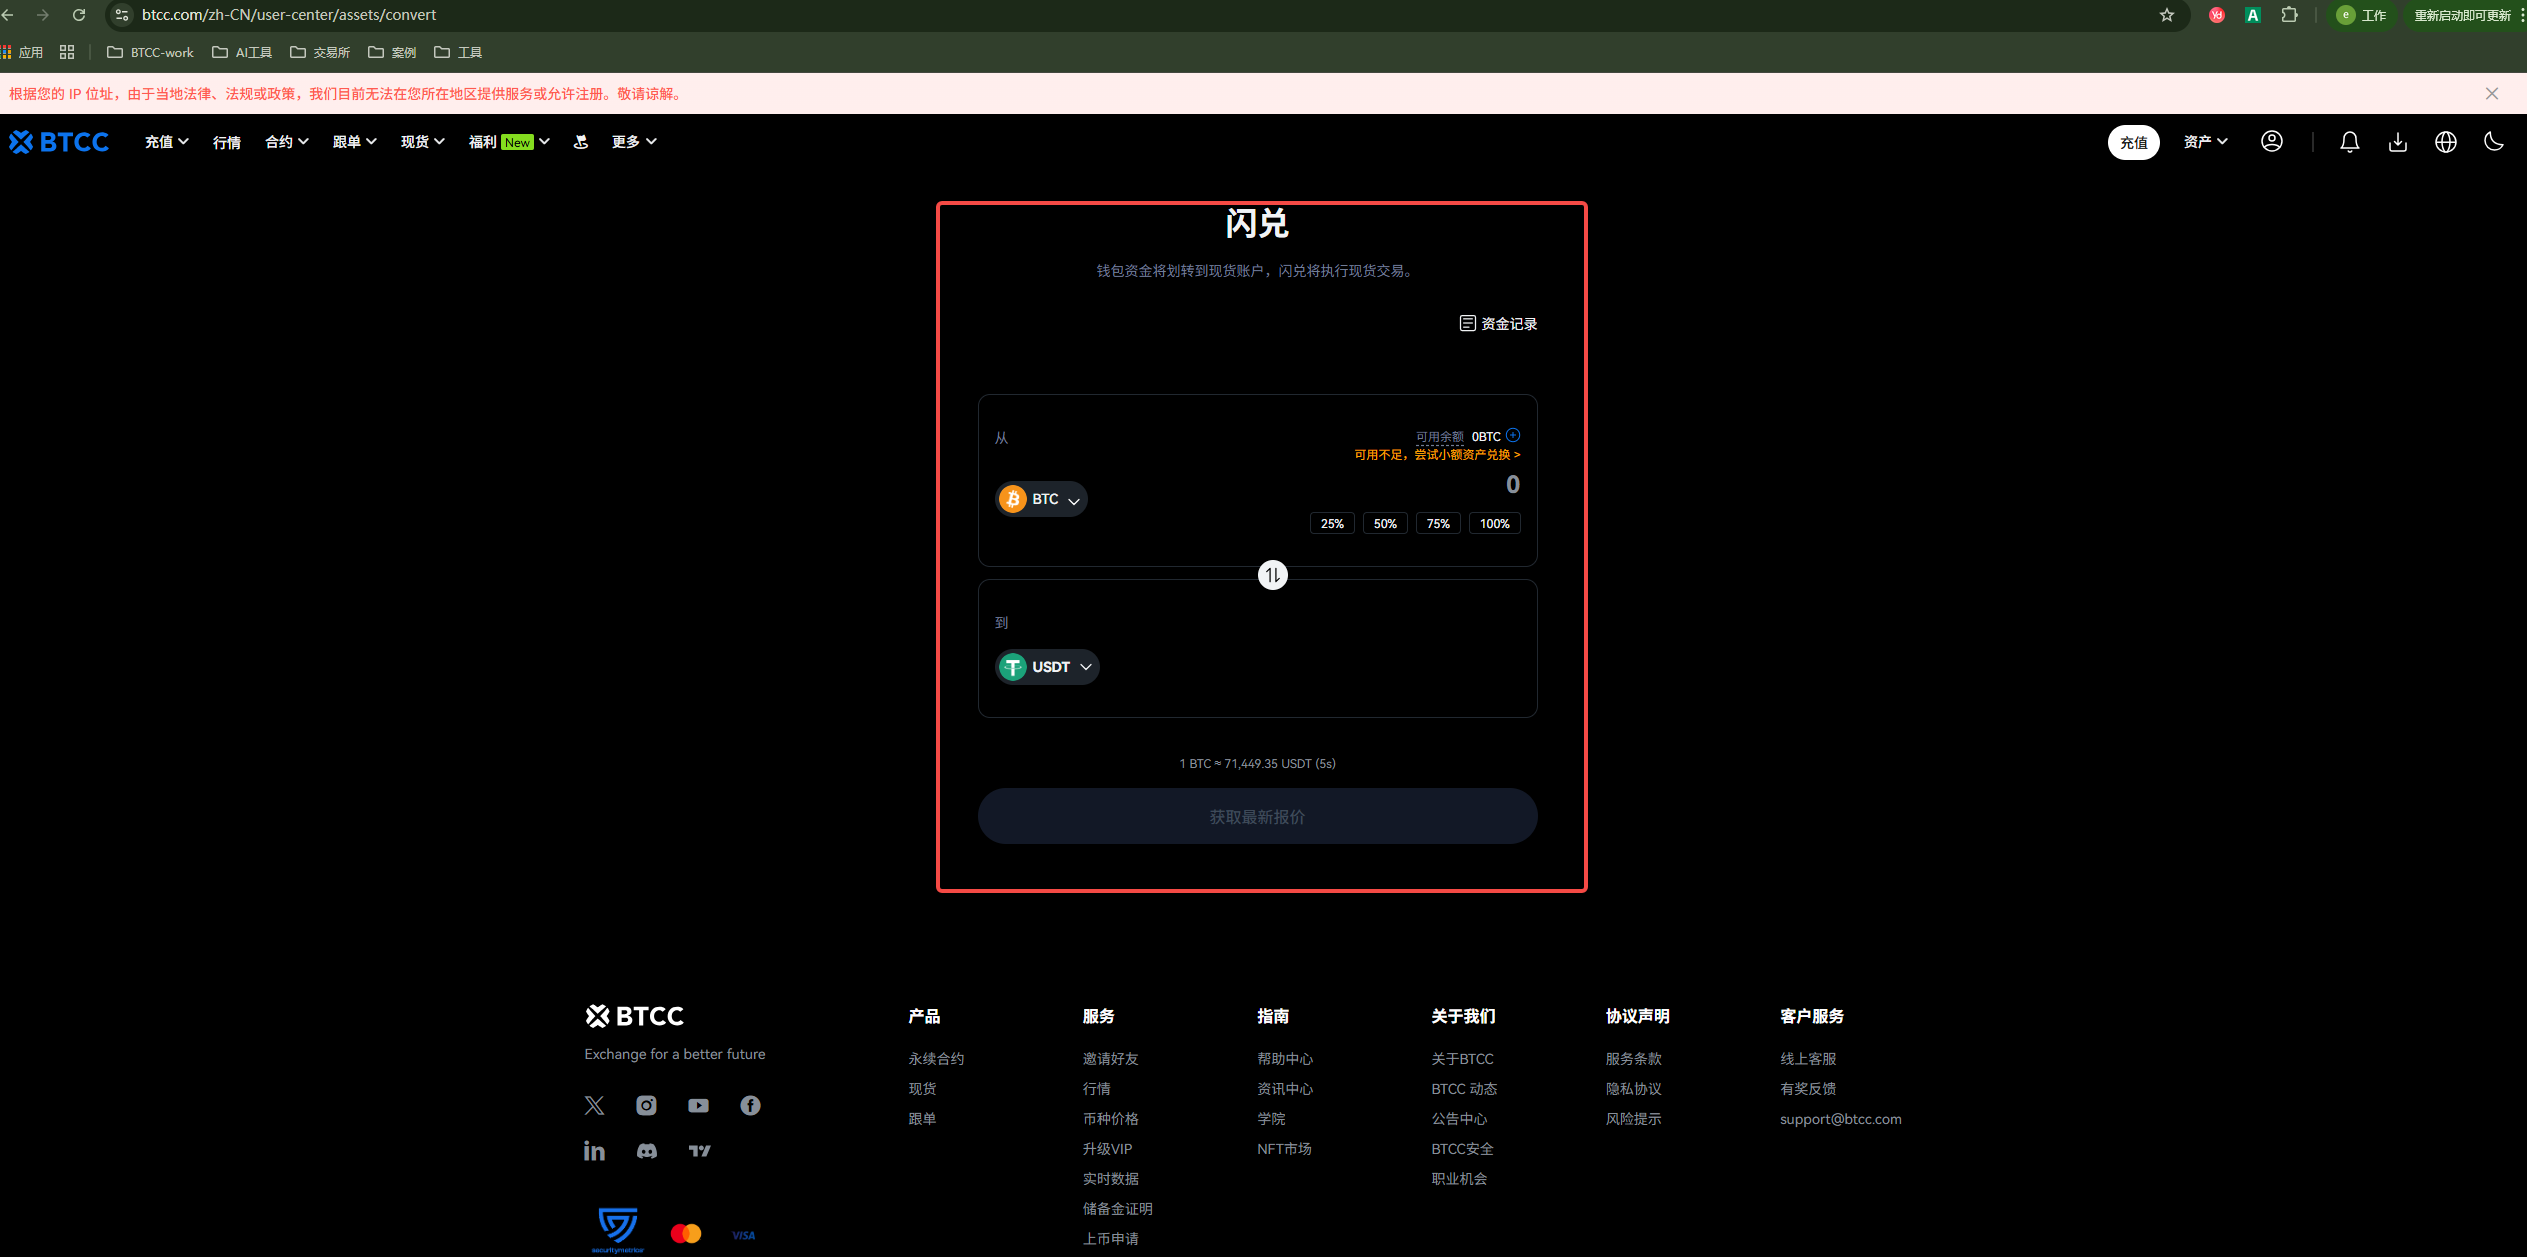 btcc.com/zh-CN/user-center/assets/convert
e 工作
重新启动即可更新
应用
BTCC-work
AI工具
交易所
案例
工具
根据您的 IP 位址，由于当地法律、法规或政策，我们目前无法在您所在地区提供服务或允许注册。敬请谅解。
BTCC
充值
行情
合约
跟单
现货
福利 New
更多
充值
资产
闪兑
钱包资金将划转到现货账户，闪兑将执行现货交易。
资金记录
从
可用余额 0BTC
可用不足，尝试小额资产兑换 >
BTC
0
25% 50% 75% 100%
到
USDT
1 BTC ≈ 71,449.35 USDT (5s)
获取最新报价
BTCC
Exchange for a better future
产品
永续合约
现货
跟单
服务
邀请好友
行情
币种价格
升级VIP
实时数据
储备金证明
上币申请
指南
帮助中心
资讯中心
学院
NFT市场
关于我们
关于BTCC
BTCC 动态
公告中心
BTCC安全
职业机会
协议声明
服务条款
隐私协议
风险提示
客户服务
线上客服
有奖反馈
support@btcc.com
securitymetrics
VISA